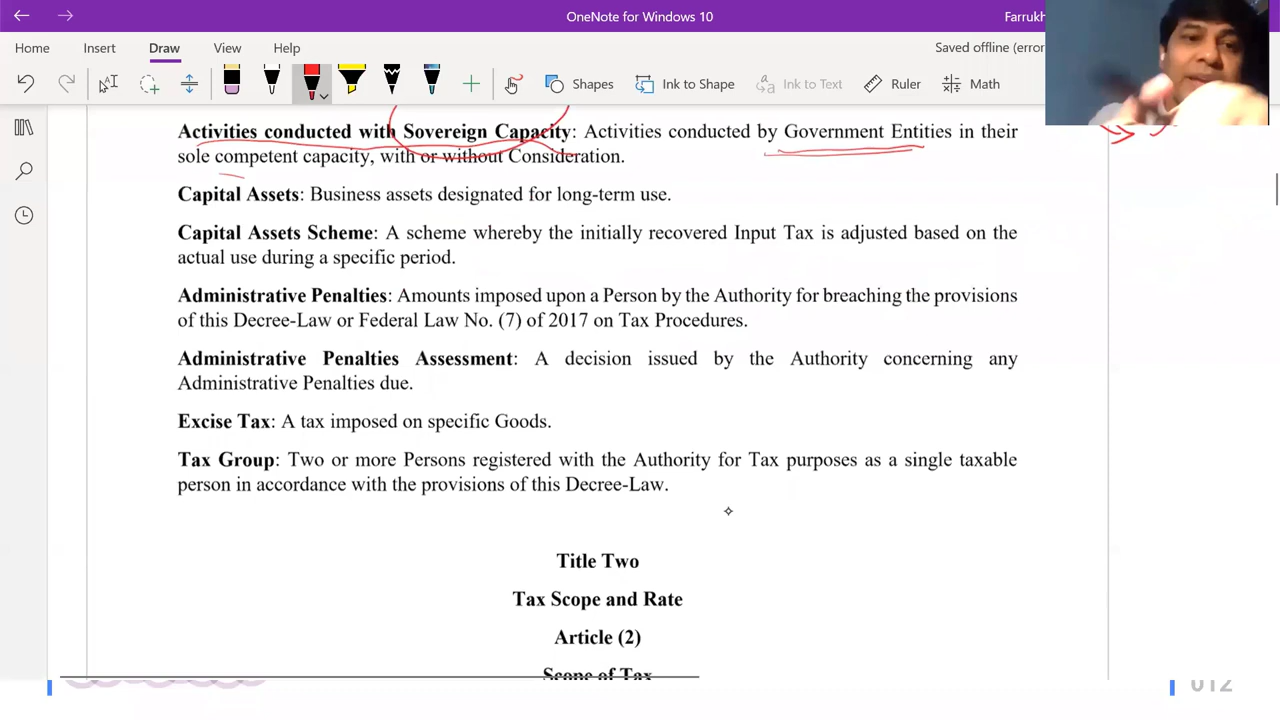 OneNote for Windows 10
Farrukh
Home Insert Draw View Help
Saved offline (error
Shapes Ink to Shape Ink to Text Ruler Math
Activities conducted with Sovereign Capacity: Activities conducted by Government Entities in their
sole competent capacity, with or without Consideration.
Capital Assets: Business assets designated for long-term use.
Capital Assets Scheme: A scheme whereby the initially recovered Input Tax is adjusted based on the
actual use during a specific period.
Administrative Penalties: Amounts imposed upon a Person by the Authority for breaching the provisions
of this Decree-Law or Federal Law No. (7) of 2017 on Tax Procedures.
Administrative Penalties Assessment: A decision issued by the Authority concerning any
Administrative Penalties due.
Excise Tax: A tax imposed on specific Goods.
Tax Group: Two or more Persons registered with the Authority for Tax purposes as a single taxable
person in accordance with the provisions of this Decree-Law.
Title Two
Tax Scope and Rate
Article (2)
Scope of Tax
012